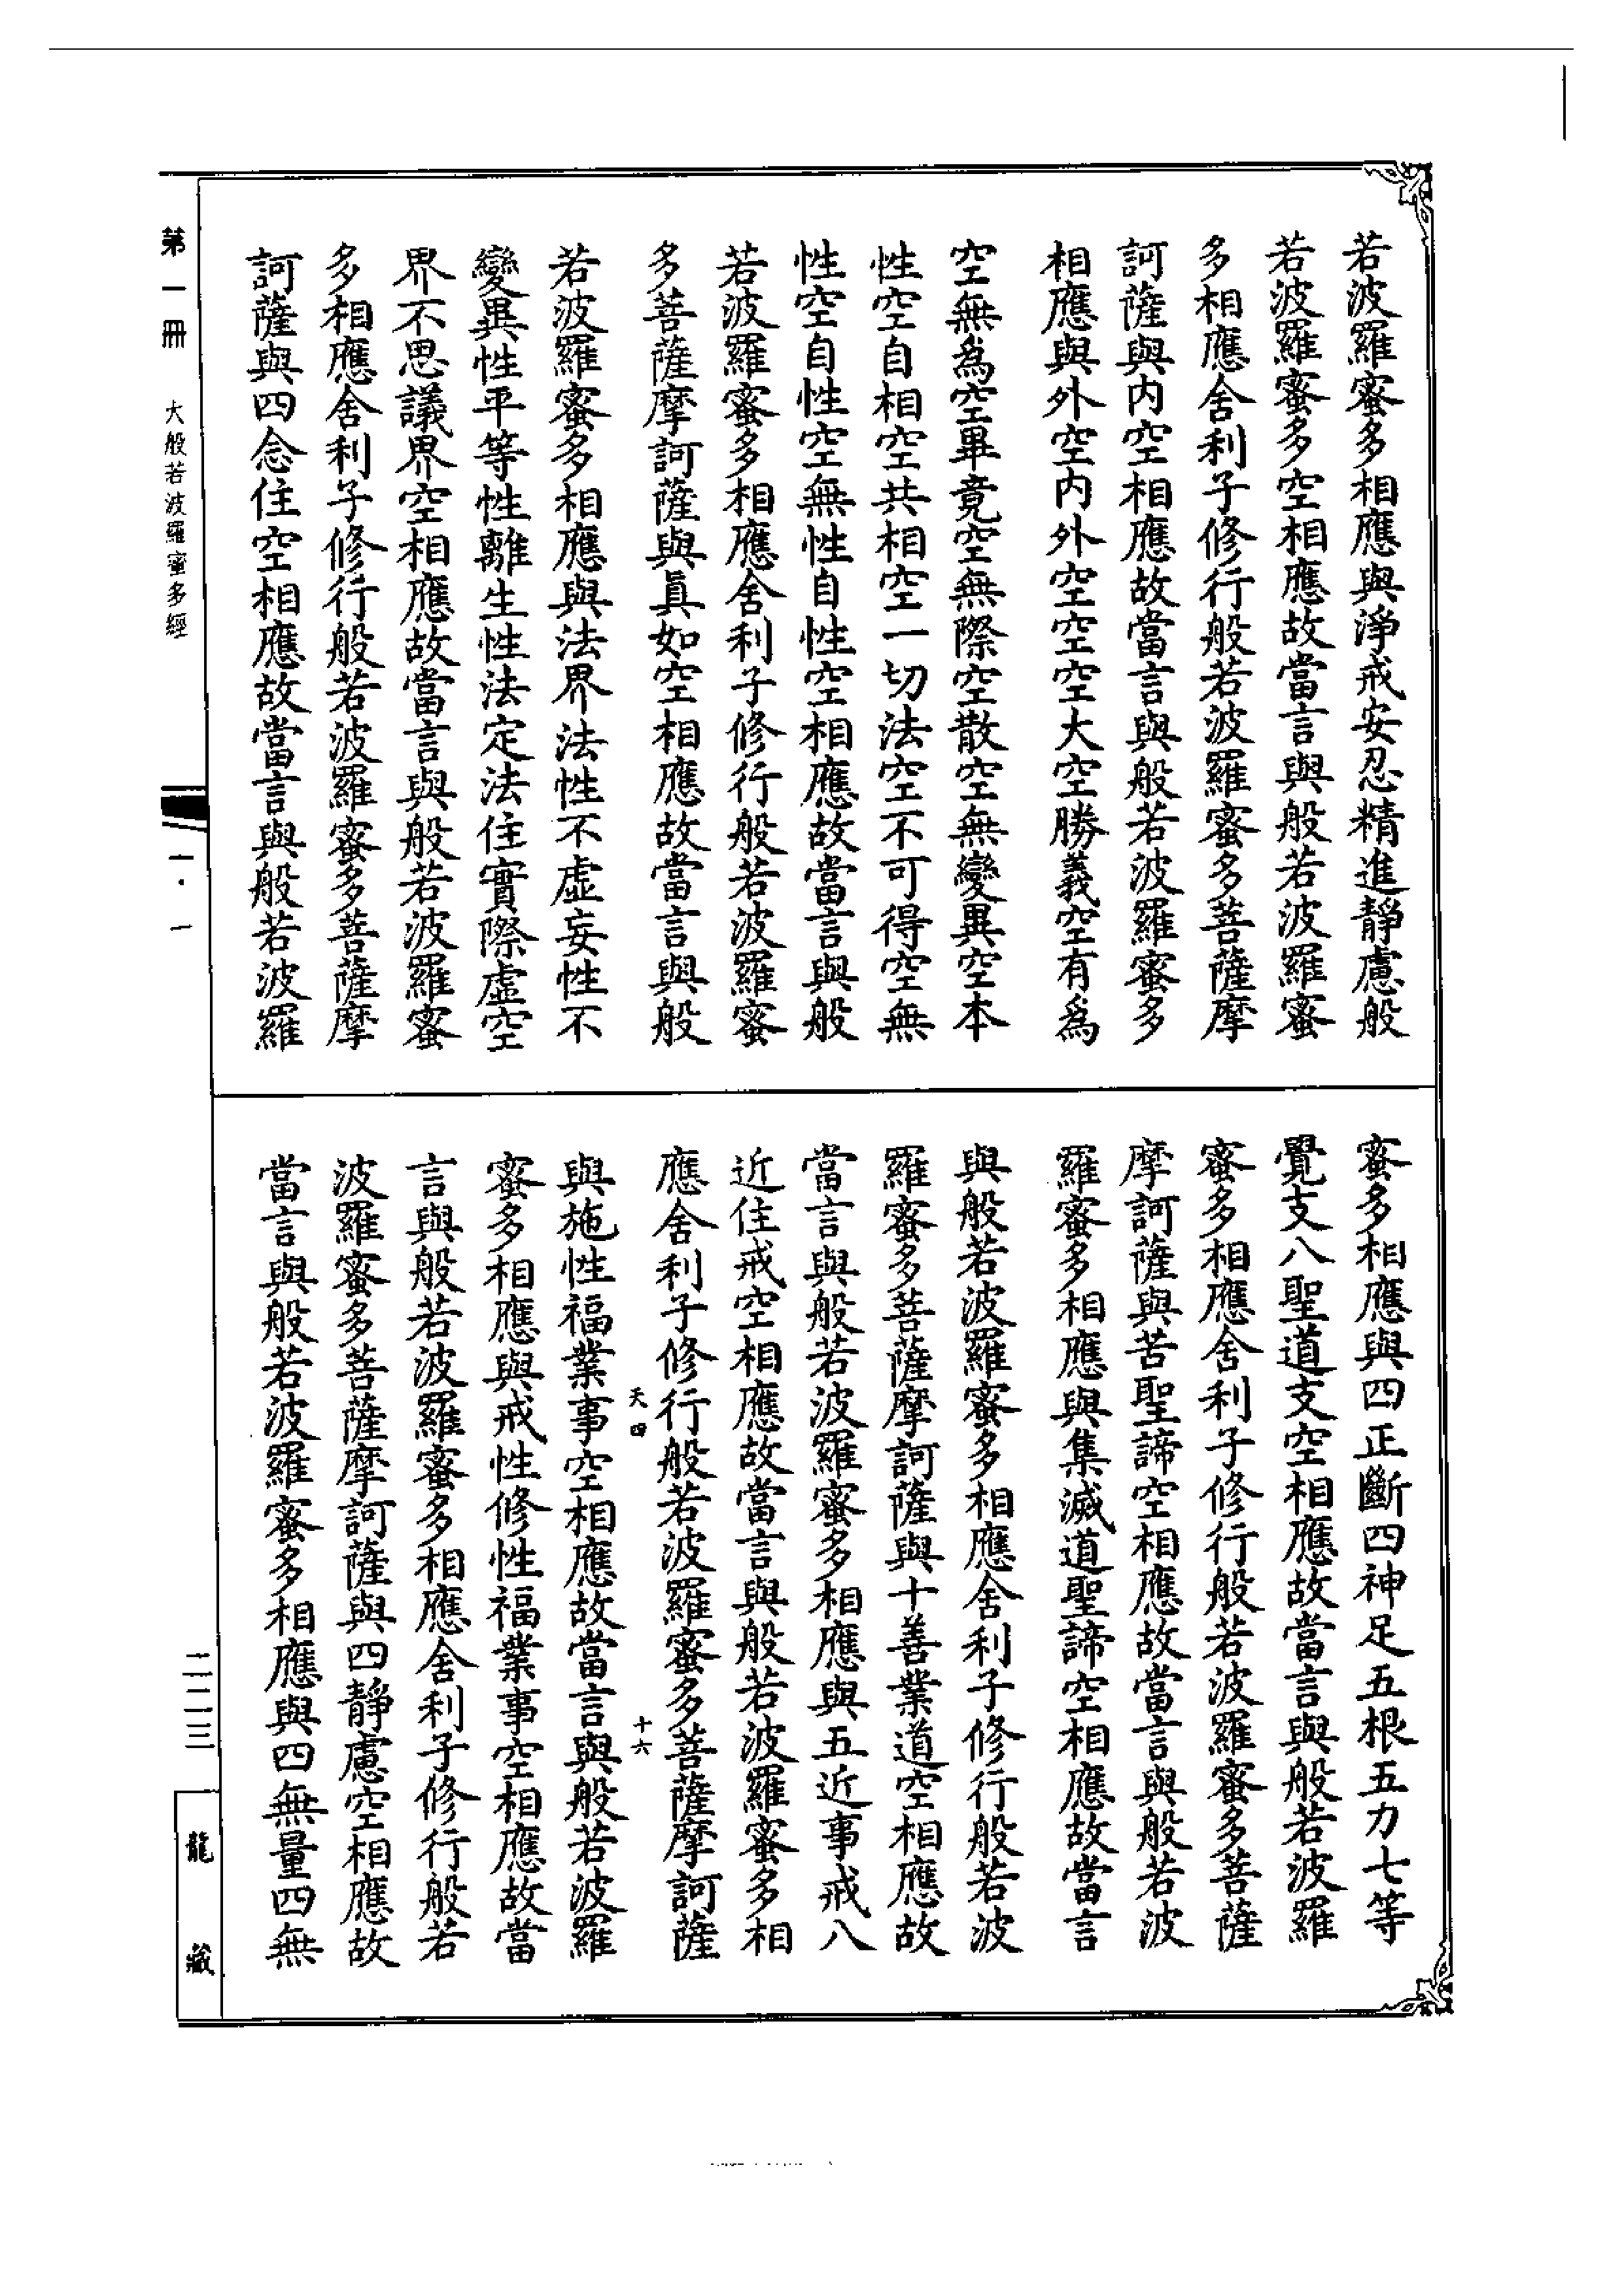 若波羅蜜多相應與淨戒安忍精進靜慮般
若波羅蜜多空相應故當言與般若波羅蜜
多相應舍利子修行般若波羅蜜多菩薩摩
訶薩與内空相應故當言與般若波羅蜜多
相應與外空内外空空空大空勝義空有爲
空無爲空畢竟空無際空散空無變異空本
性空自相空共相空一切法空不可得空無
性空自性空無性自性空相應故當言與般
若波羅蜜多相應舍利子修行般若波羅蜜
多菩薩摩訶薩與眞如空相應故當言與般
若波羅蜜多相應與法界法性不虛妄性不
變異性平等性離生性法定法住實際虛空
界不思議界空相應故當言與般若波羅蜜
多相應舍利子修行般若波羅蜜多菩薩摩
訶薩與四念住空相應故當言與般若波羅
蜜多相應與四正斷四神足五根五力七等
覺支八聖道支空相應故當言與般若波羅
蜜多相應舍利子修行般若波羅蜜多菩薩
摩訶薩與苦聖諦空相應故當言與般若波
羅蜜多相應與集滅道聖諦空相應故當言
與般若波羅蜜多相應舍利子修行般若波
羅蜜多菩薩摩訶薩與十善業道空相應故
當言與般若波羅蜜多相應與五近事戒八
近住戒空相應故當言與般若波羅蜜多相
應舍利子修行般若波羅蜜多菩薩摩訶薩
天四 十六
與施性福業事空相應故當言與般若波羅
蜜多相應與戒性修性福業事空相應故當
言與般若波羅蜜多相應舍利子修行般若
波羅蜜多菩薩摩訶薩與四靜慮空相應故
當言與般若波羅蜜多相應與四無量四無
第一冊 大般若波羅蜜多經 一·一
二二三
龍藏